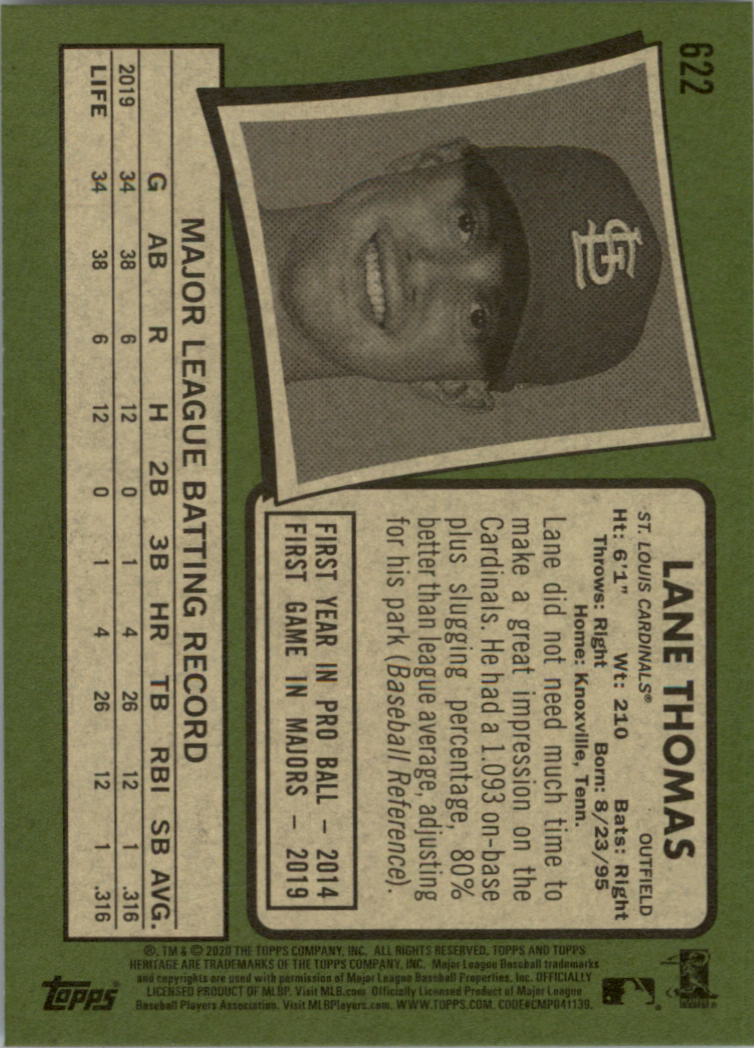 622
LANE THOMAS
ST. LOUIS CARDINALS® OUTFIELD
Ht: 6'1" Wt: 210 Bats: Right
Throws: Right Born: 8/23/95
Home: Knoxville, Tenn.
Lane did not need much time to
make a great impression on the
Cardinals. He had a 1.093 on-base
plus slugging percentage, 80%
better than league average, adjusting
for his park (Baseball Reference).
FIRST YEAR IN PRO BALL – 2014
FIRST GAME IN MAJORS – 2019
MAJOR LEAGUE BATTING RECORD
G AB R H 2B 3B HR TB RBI SB AVG.
2019 34 38 6 12 0 1 4 26 12 1 .316
LIFE 34 38 6 12 0 1 4 26 12 1 .316
®, TM & © 2020 THE TOPPS COMPANY, INC. ALL RIGHTS RESERVED. TOPPS AND TOPPS
HERITAGE ARE TRADEMARKS OF THE TOPPS COMPANY, INC. Major League Baseball trademarks
and copyrights are used with permission of Major League Baseball Properties, Inc. OFFICIALLY
LICENSED PRODUCT OF MLBP. Visit MLB.com Officially Licensed Product of Major League
Baseball Players Association. Visit MLBPlayers.com. WWW.TOPPS.COM. CODE#CMP041139.
topps
STL